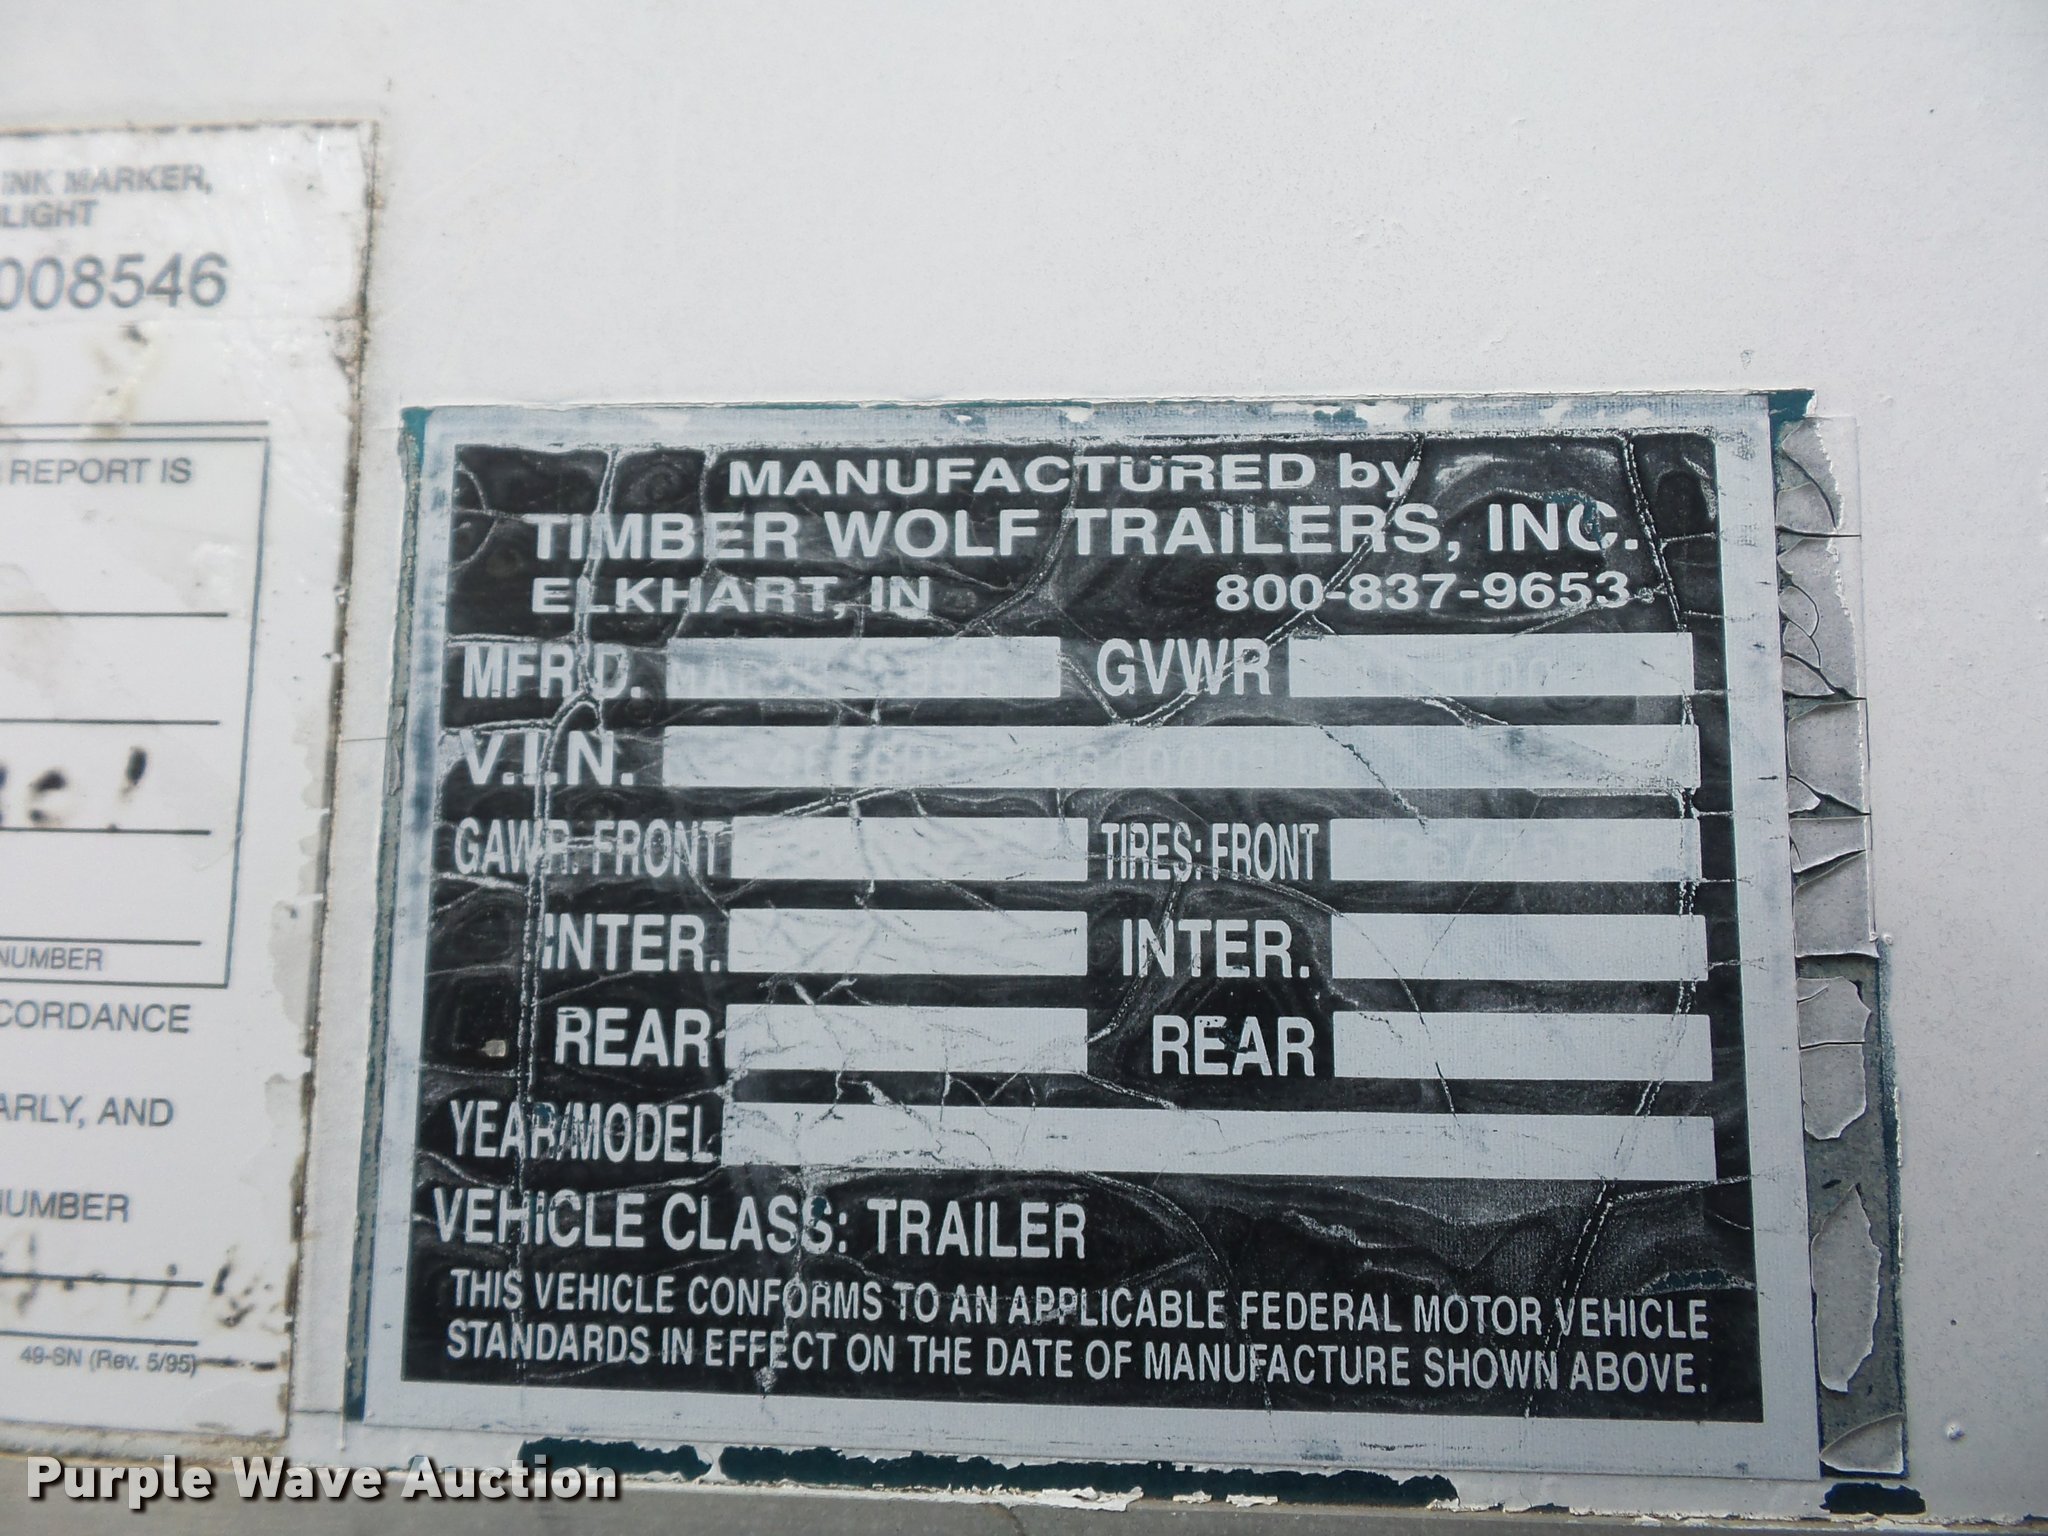 INK MARKER,
LIGHT
008546
REPORT IS
NUMBER
CORDANCE
ARLY, AND
NUMBER
49-SN (Rev. 5/95)
MANUFACTURED by
TIMBER WOLF TRAILERS, INC.
ELKHART, IN 800-837-9653
MFR'D. GVWR
V.I.N.
GAWR: FRONT TIRES: FRONT
INTER. INTER.
REAR REAR
YEAR/MODEL
VEHICLE CLASS: TRAILER
THIS VEHICLE CONFORMS TO AN APPLICABLE FEDERAL MOTOR VEHICLE
STANDARDS IN EFFECT ON THE DATE OF MANUFACTURE SHOWN ABOVE.
Purple Wave Auction